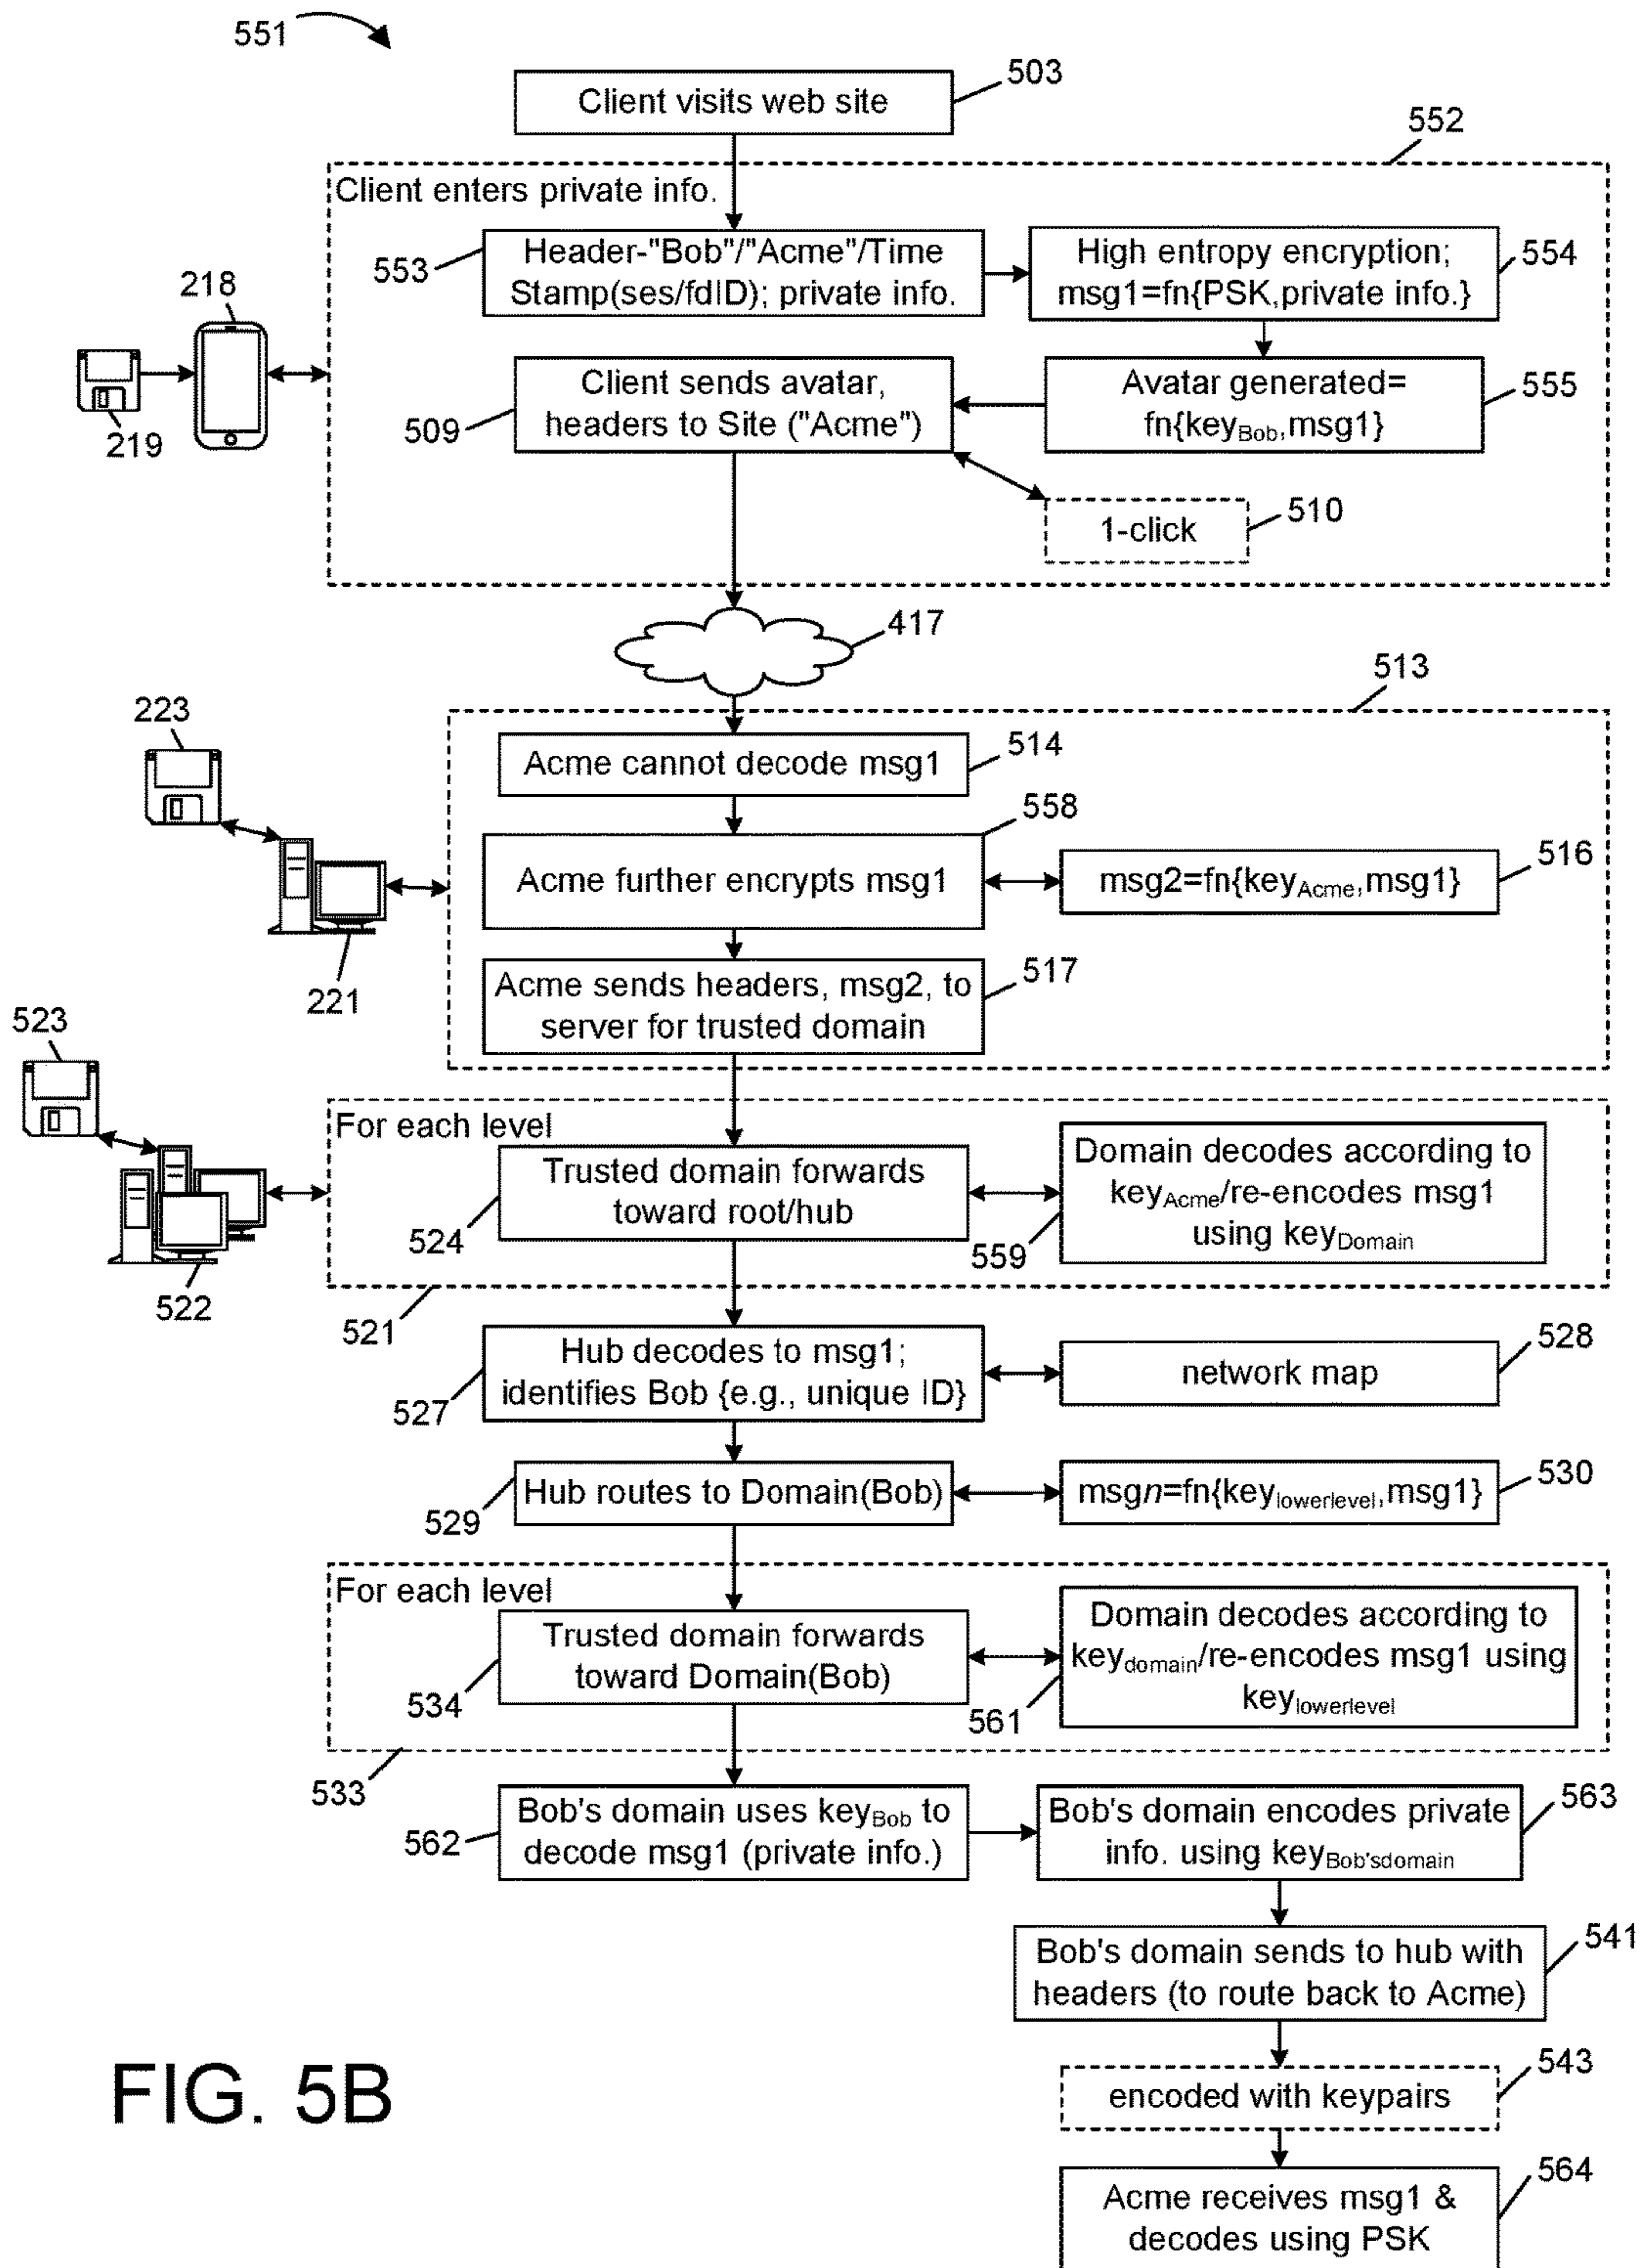 551
Client visits web site
503
552
Client enters private info.
553
Header-"Bob"/"Acme"/Time
Stamp(ses/fdID); private info.
High entropy encryption;
msg1=fn{PSK,private info.}
554
218
219
509
Client sends avatar,
headers to Site ("Acme")
Avatar generated=
fn{keyBob,msg1}
555
1-click
510
417
513
223
221
Acme cannot decode msg1
514
558
Acme further encrypts msg1
msg2=fn{keyAcme,msg1}
516
Acme sends headers, msg2, to
server for trusted domain
517
523
522
For each level
Trusted domain forwards
toward root/hub
524
Domain decodes according to
keyAcme/re-encodes msg1
using keyDomain
559
521
Hub decodes to msg1;
identifies Bob {e.g., unique ID}
527
network map
528
Hub routes to Domain(Bob)
529
msgn=fn{keylowerlevel,msg1}
530
For each level
Trusted domain forwards
toward Domain(Bob)
534
Domain decodes according to
keydomain/re-encodes msg1 using
keylowerlevel
561
533
562
Bob's domain uses keyBob to
decode msg1 (private info.)
Bob's domain encodes private
info. using keyBob'sdomain
563
Bob's domain sends to hub with
headers (to route back to Acme)
541
encoded with keypairs
543
Acme receives msg1 &
decodes using PSK
564
FIG. 5B